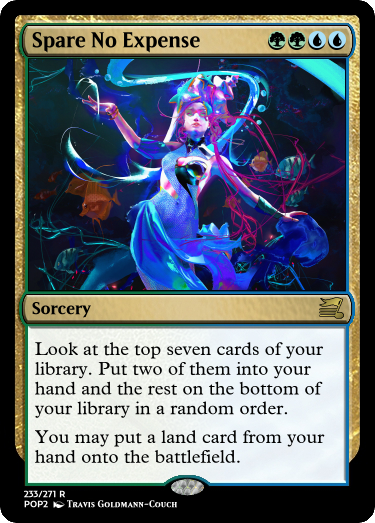 Spare No Expense
Sorcery
Look at the top seven cards of your
library. Put two of them into your
hand and the rest on the bottom of
your library in a random order.
You may put a land card from your
hand onto the battlefield.
233/271 R
POP2 Travis Goldmann-Couch